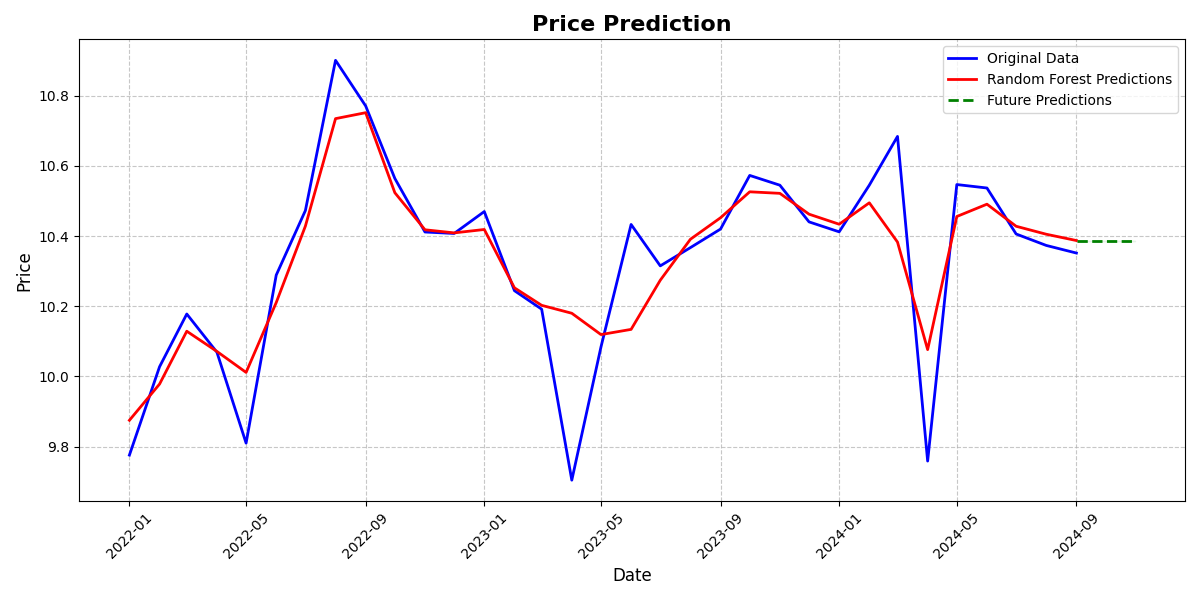 Price Prediction
Original Data
Random Forest Predictions
Future Predictions
Price
10.8
10.6
10.4
10.2
10.0
9.8
2022-01
2022-05
2022-09
2023-01
2023-05
2023-09
2024-01
2024-05
2024-09
Date